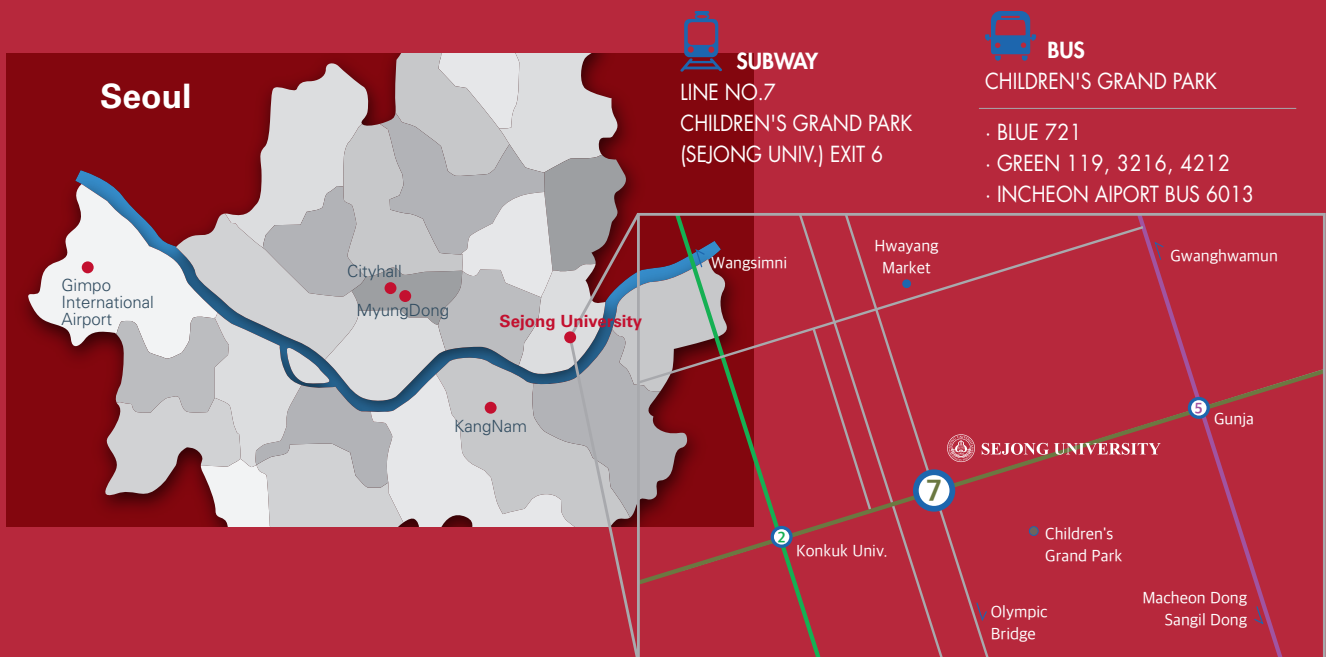 Seoul
Gimpo
International
Airport
Cityhall
MyungDong
Sejong University
KangNam
SUBWAY
LINE NO.7
CHILDREN'S GRAND PARK
(SEJONG UNIV.) EXIT 6
BUS
CHILDREN'S GRAND PARK
· BLUE 721
· GREEN 119, 3216, 4212
· INCHEON AIPORT BUS 6013
Wangsimni
Hwayang
Market
Gwanghwamun
5
Gunja
SEJONG UNIVERSITY
7
2
Konkuk Univ.
Children's
Grand Park
Olympic
Bridge
Macheon Dong
Sangil Dong